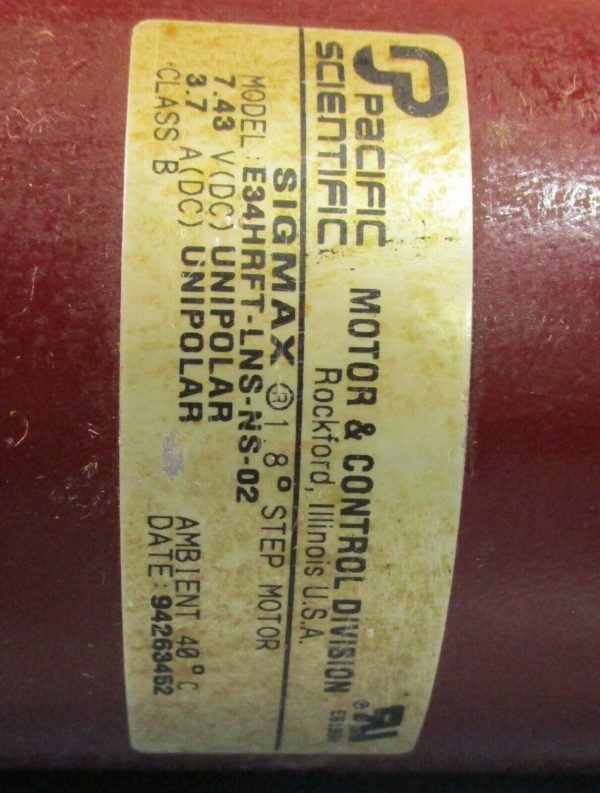 PACIFIC
SCIENTIFIC
MOTOR & CONTROL DIVISION
Rockford, Illinois U.S.A.
SIGMAX ® 1.8° STEP MOTOR
MODEL: E34HRFT-LNS-NS-02
7.43 V(DC) UNIPOLAR
3.7 A(DC) UNIPOLAR
CLASS B
AMBIENT 40°C
DATE: 94263452